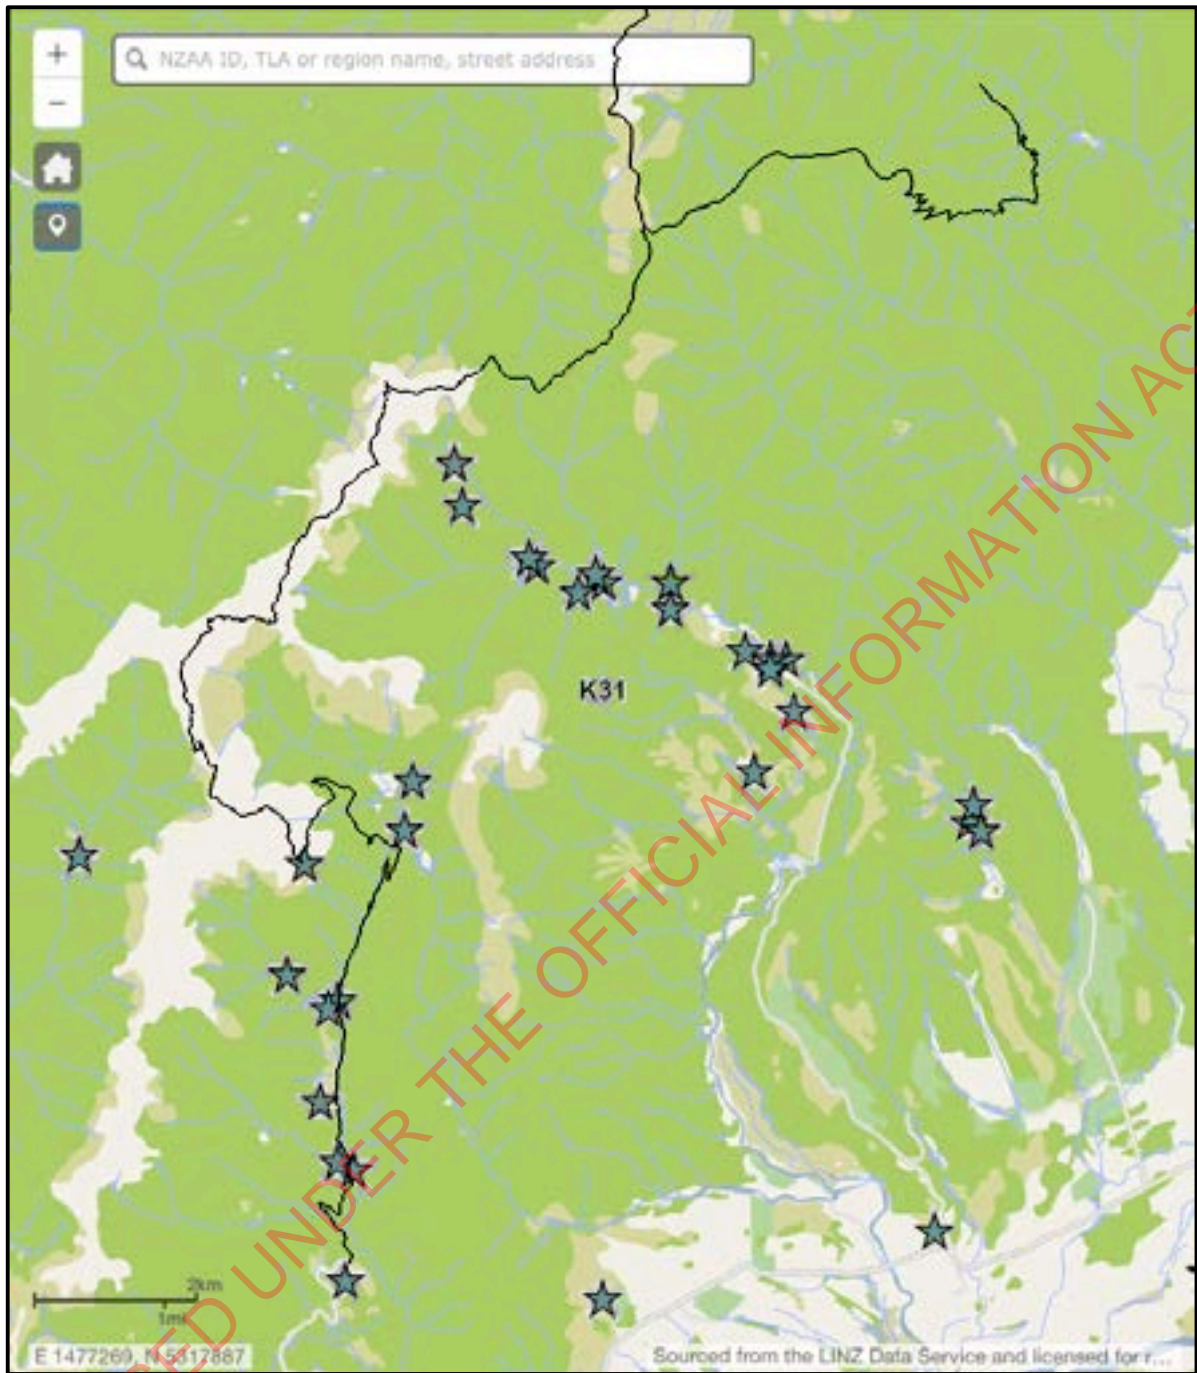 +
NZAA ID, TLA or region name, street address
−
K31
RELEASED UNDER THE OFFICIAL INFORMATION ACT
2km
1mi
E 1477269, N 5317887
Sourced from the LINZ Data Service and licensed for r...